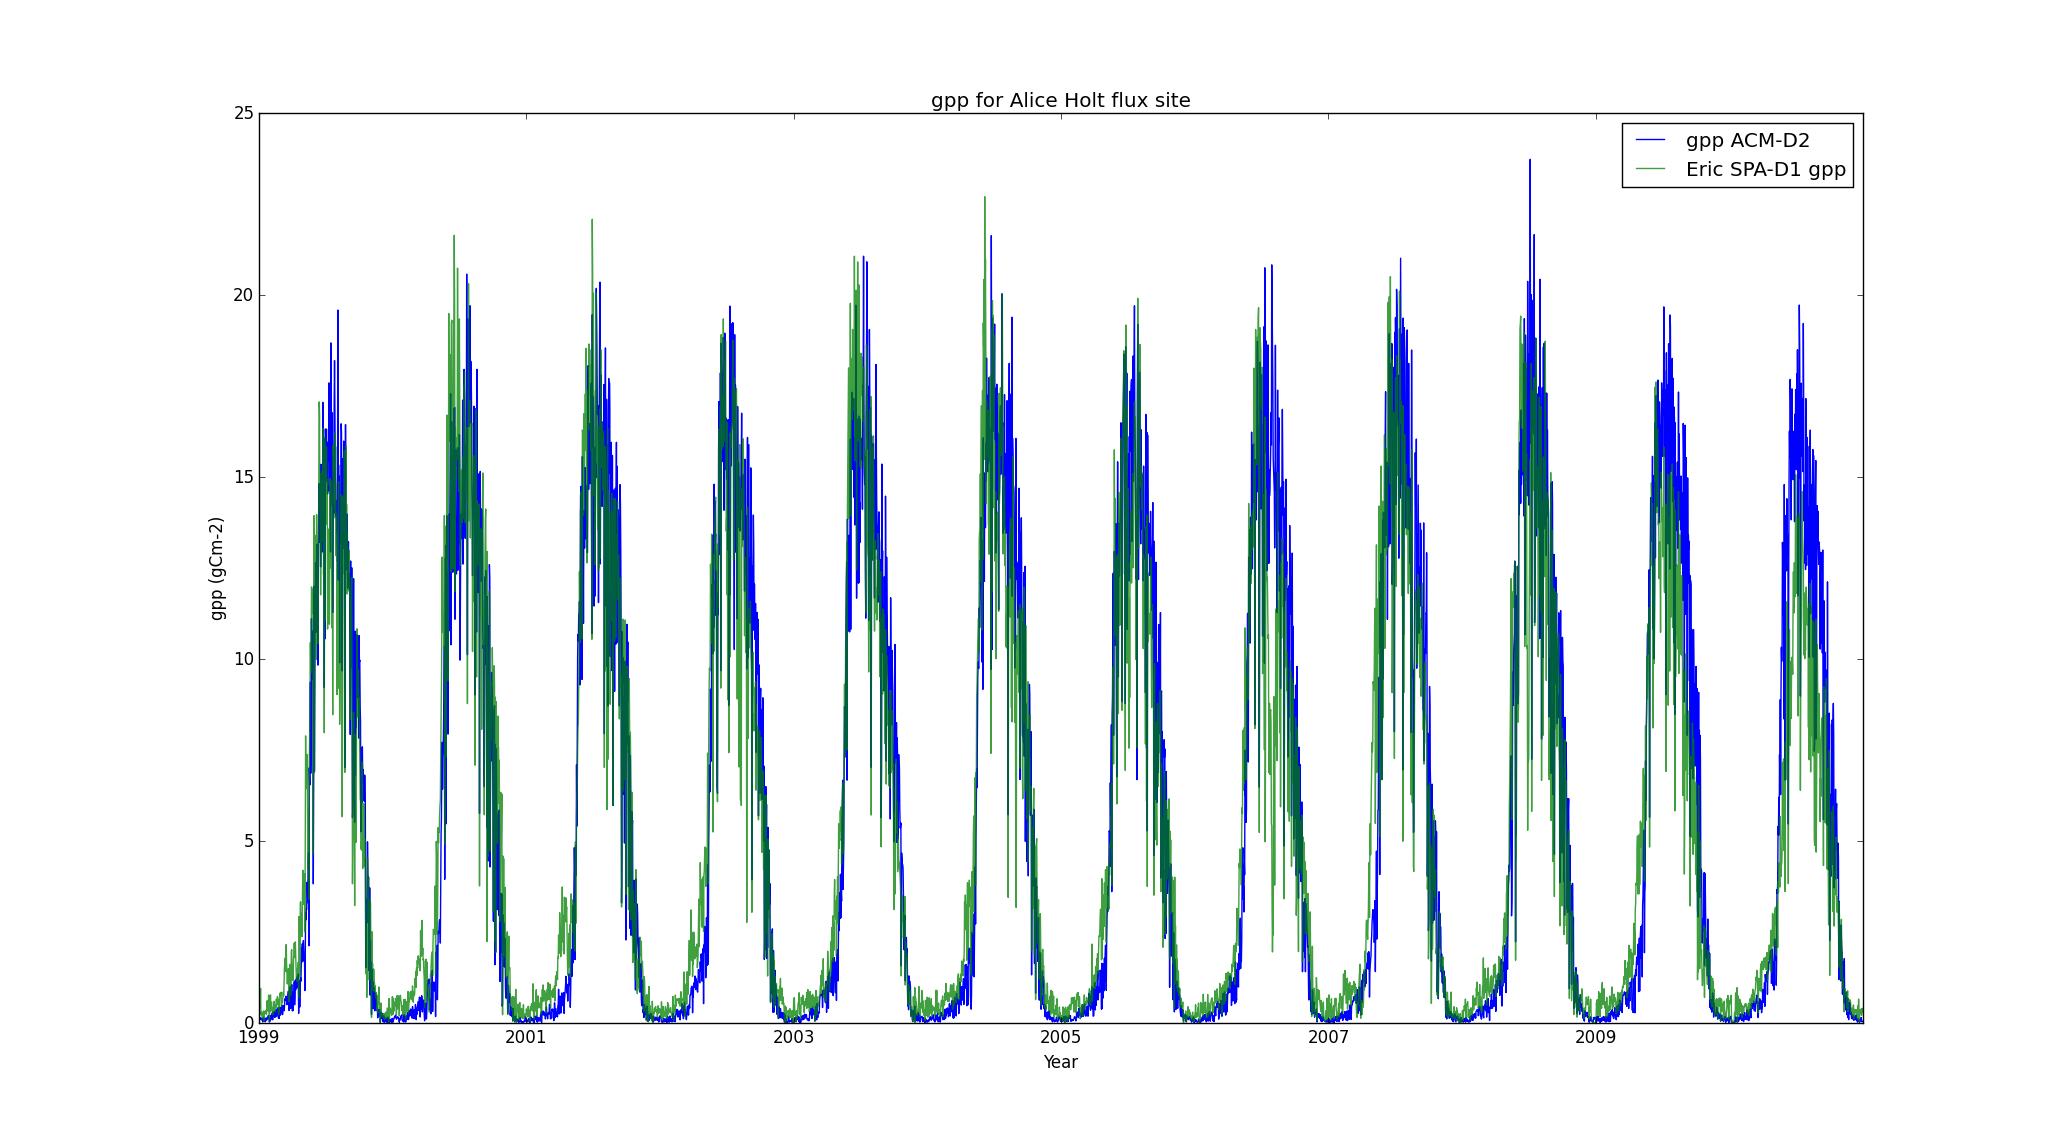 gpp for Alice Holt flux site
gpp ACM-D2
Eric SPA-D1 gpp
25
20
15
10
5
0
gpp (gCm-2)
1999 2001 2003 2005 2007 2009
Year